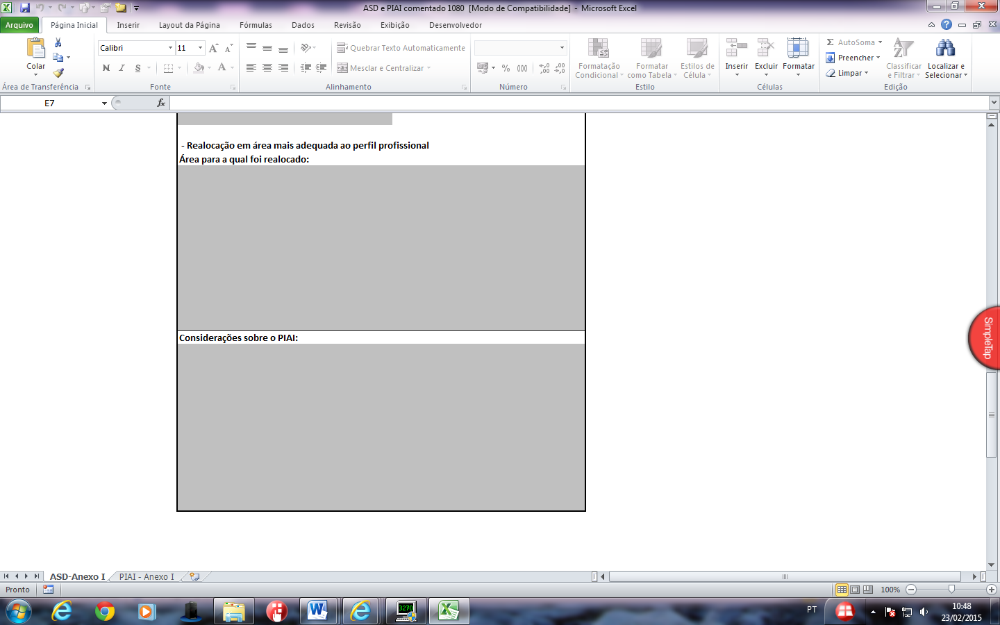 ASD e PIAI comentado 1080 [Modo de Compatibilidade] - Microsoft Excel
Arquivo Página Inicial Inserir Layout da Página Fórmulas Dados Revisão Exibição Desenvolvedor
Colar
Área de Transferência
Calibri 11
N I S A
Fonte
Quebrar Texto Automaticamente
Mesclar e Centralizar
Alinhamento
% 000
Número
Formatação Condicional
Formatar como Tabela
Estilos de Célula
Estilo
Inserir Excluir Formatar
Células
Σ AutoSoma
Preencher
Limpar
Classificar e Filtrar
Localizar e Selecionar
Edição
E7 fx
- Realocação em área mais adequada ao perfil profissional
Área para a qual foi realocado:
Considerações sobre o PIAI:
SimpleTap
ASD-Anexo I PIAI - Anexo I
Pronto 100%
3270
PT
10:48
23/02/2015